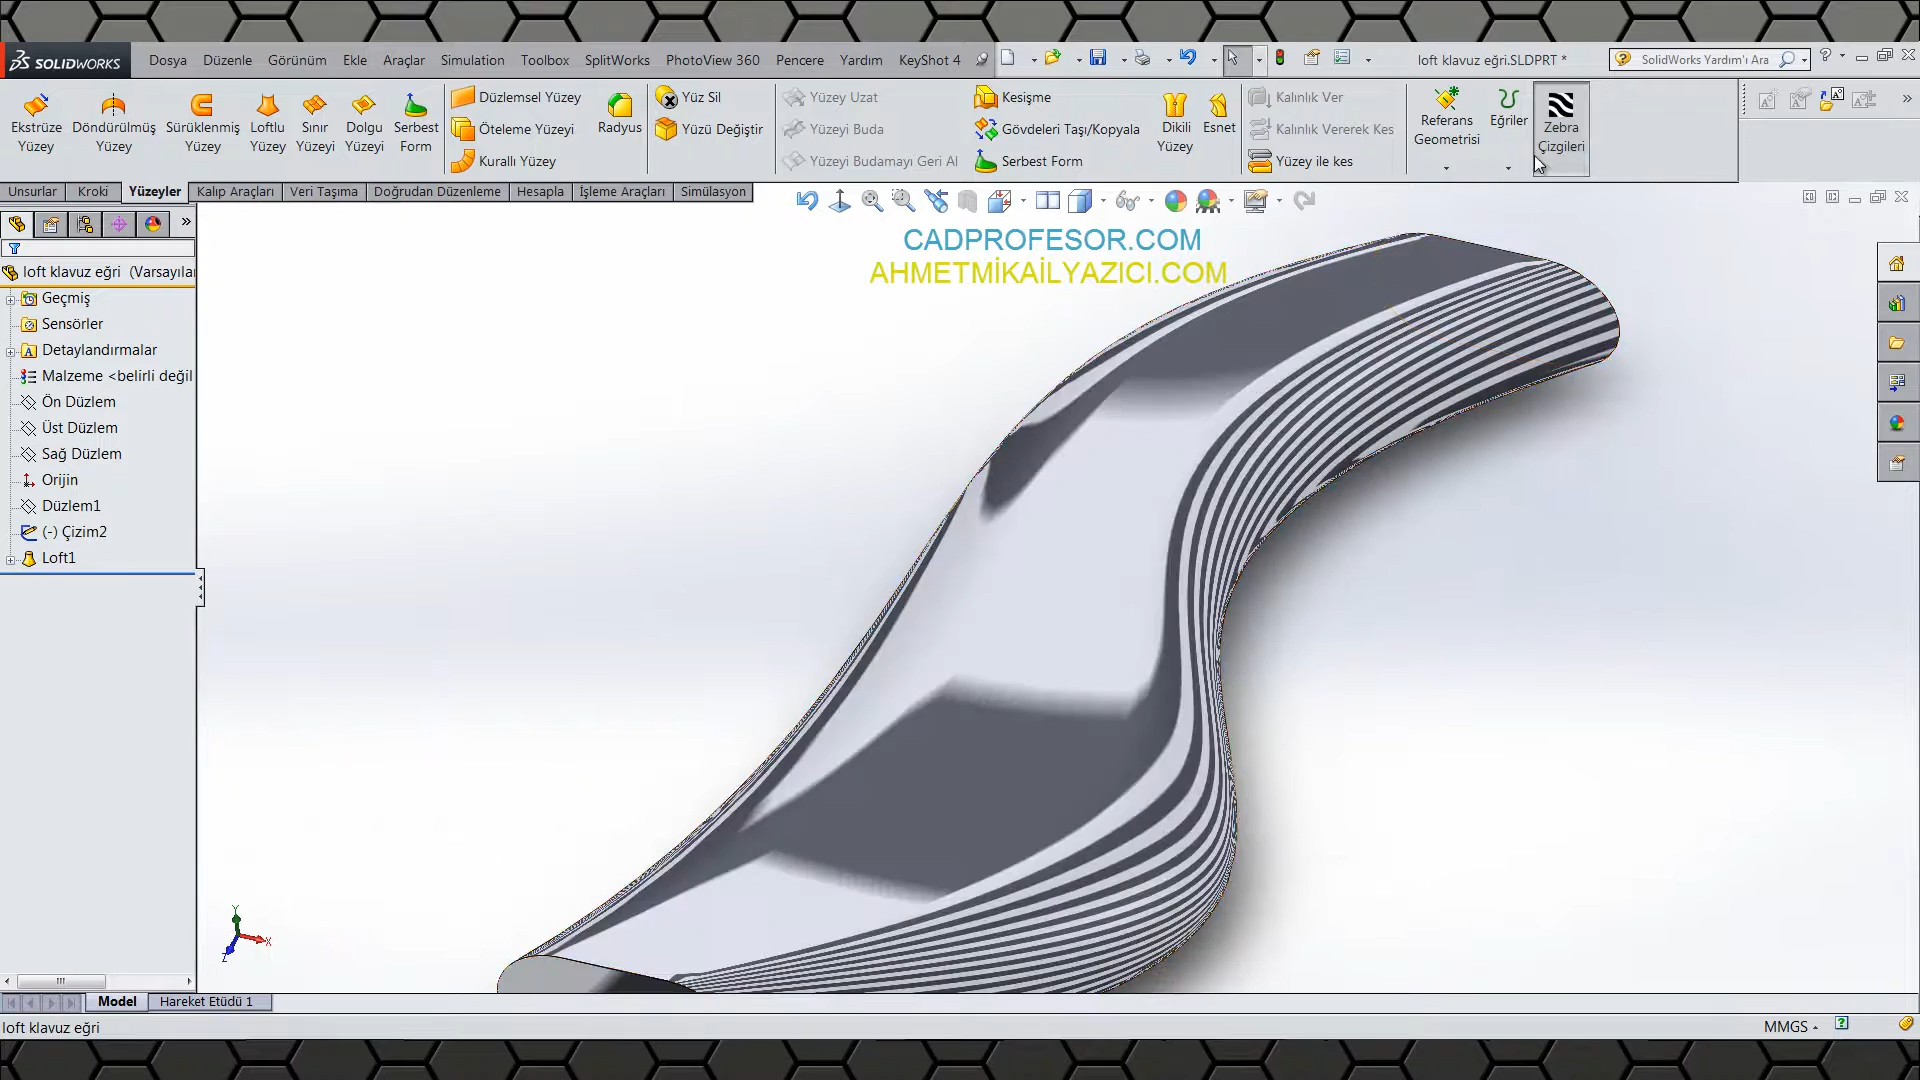 SOLIDWORKS Dosya Düzenle Görünüm Ekle Araçlar Simulation Toolbox SplitWorks PhotoView 360 Pencere Yardım KeyShot 4 loft klavuz eğri.SLDPRT * SolidWorks Yardım'ı Ara
Ekstrüze Yüzey
Döndürülmüş Yüzey
Sürüklenmiş Yüzey
Loftlu Yüzey
Sınır Yüzeyi
Dolgu Yüzeyi
Serbest Form
Düzlemsel Yüzey
Öteleme Yüzeyi
Kurallı Yüzey
Radyus
Yüz Sil
Yüzü Değiştir
Yüzey Uzat
Yüzey Buda
Yüzeyi Budamayı Geri Al
Kesişme
Gövdeleri Taşı/Kopyala
Serbest Form
Dikili Yüzey
Esnet
Kalınlık Ver
Kalınlık Vererek Kes
Yüzey ile kes
Referans Geometrisi
Eğriler
Zebra Çizgileri
Unsurlar Kroki Yüzeyler Kalıp Araçları Veri Taşıma Doğrudan Düzenleme Hesapla İşleme Araçları Simülasyon
CADPROFESOR.COM
AHMETMİKAİLYAZICI.COM
loft klavuz eğri (Varsayılan
Geçmiş
Sensörler
Detaylandırmalar
Malzeme <belirli değil
Ön Düzlem
Üst Düzlem
Sağ Düzlem
Orijin
Düzlem1
(-) Çizim2
Loft1
Y
X
Z
Model Hareket Etüdü 1
loft klavuz eğri MMGS